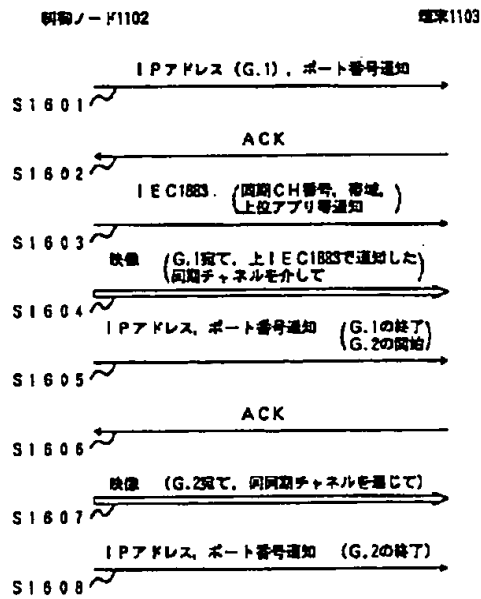 制御ノード1102
端末1103
IPアドレス (G.1), ポート番号通知
S1601
ACK
S1602
IEC1883. (同期CH番号, 帯域,
上位アプリ等通知)
S1603
映像 (G.1宛て, 上IEC1883で通知した
同期チャネルを介して)
S1604
IPアドレス, ポート番号通知 (G.1の終了
G.2の開始)
S1605
ACK
S1606
映像 (G.2宛て, 同同期チャネルを通じて)
S1607
IPアドレス, ポート番号通知 (G.2の終了)
S1608